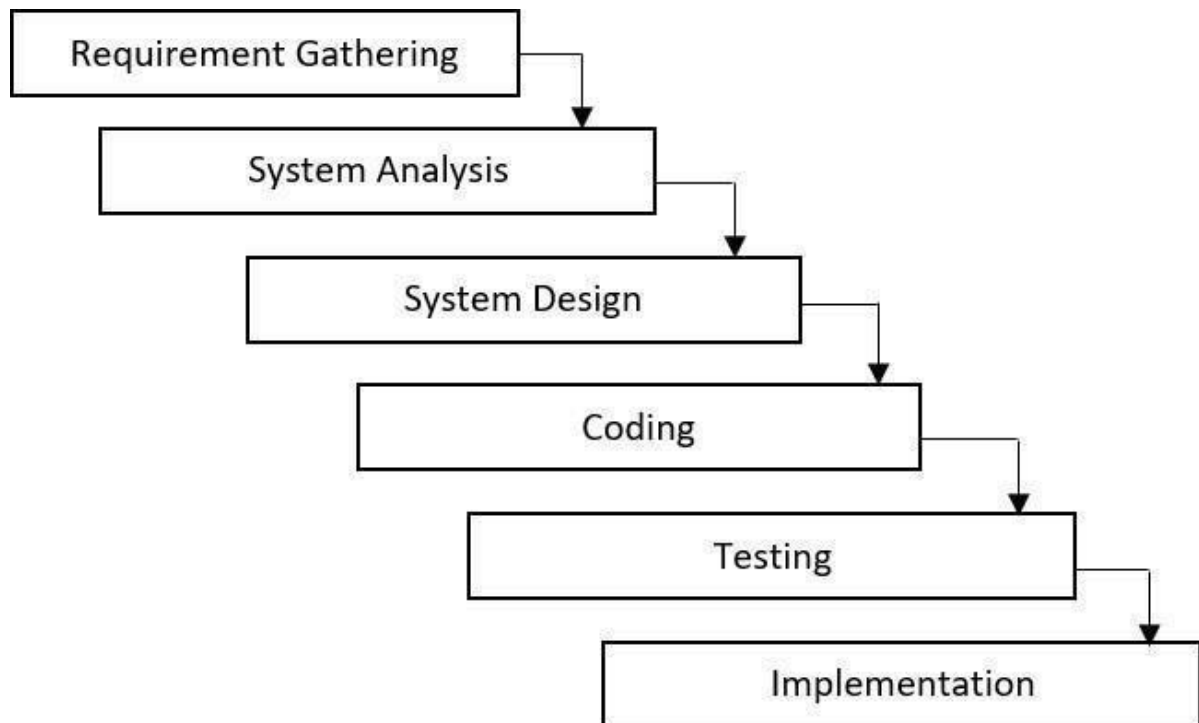 Requirement Gathering
System Analysis
System Design
Coding
Testing
Implementation